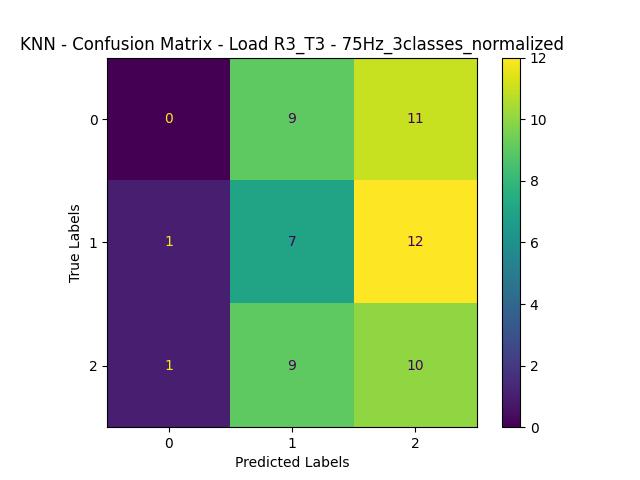 KNN - Confusion Matrix - Load R3_T3 - 75Hz_3classes_normalized
0 0 9 11
1 1 7 12
2 1 9 10
0 1 2
True Labels
Predicted Labels
12
10
8
6
4
2
0